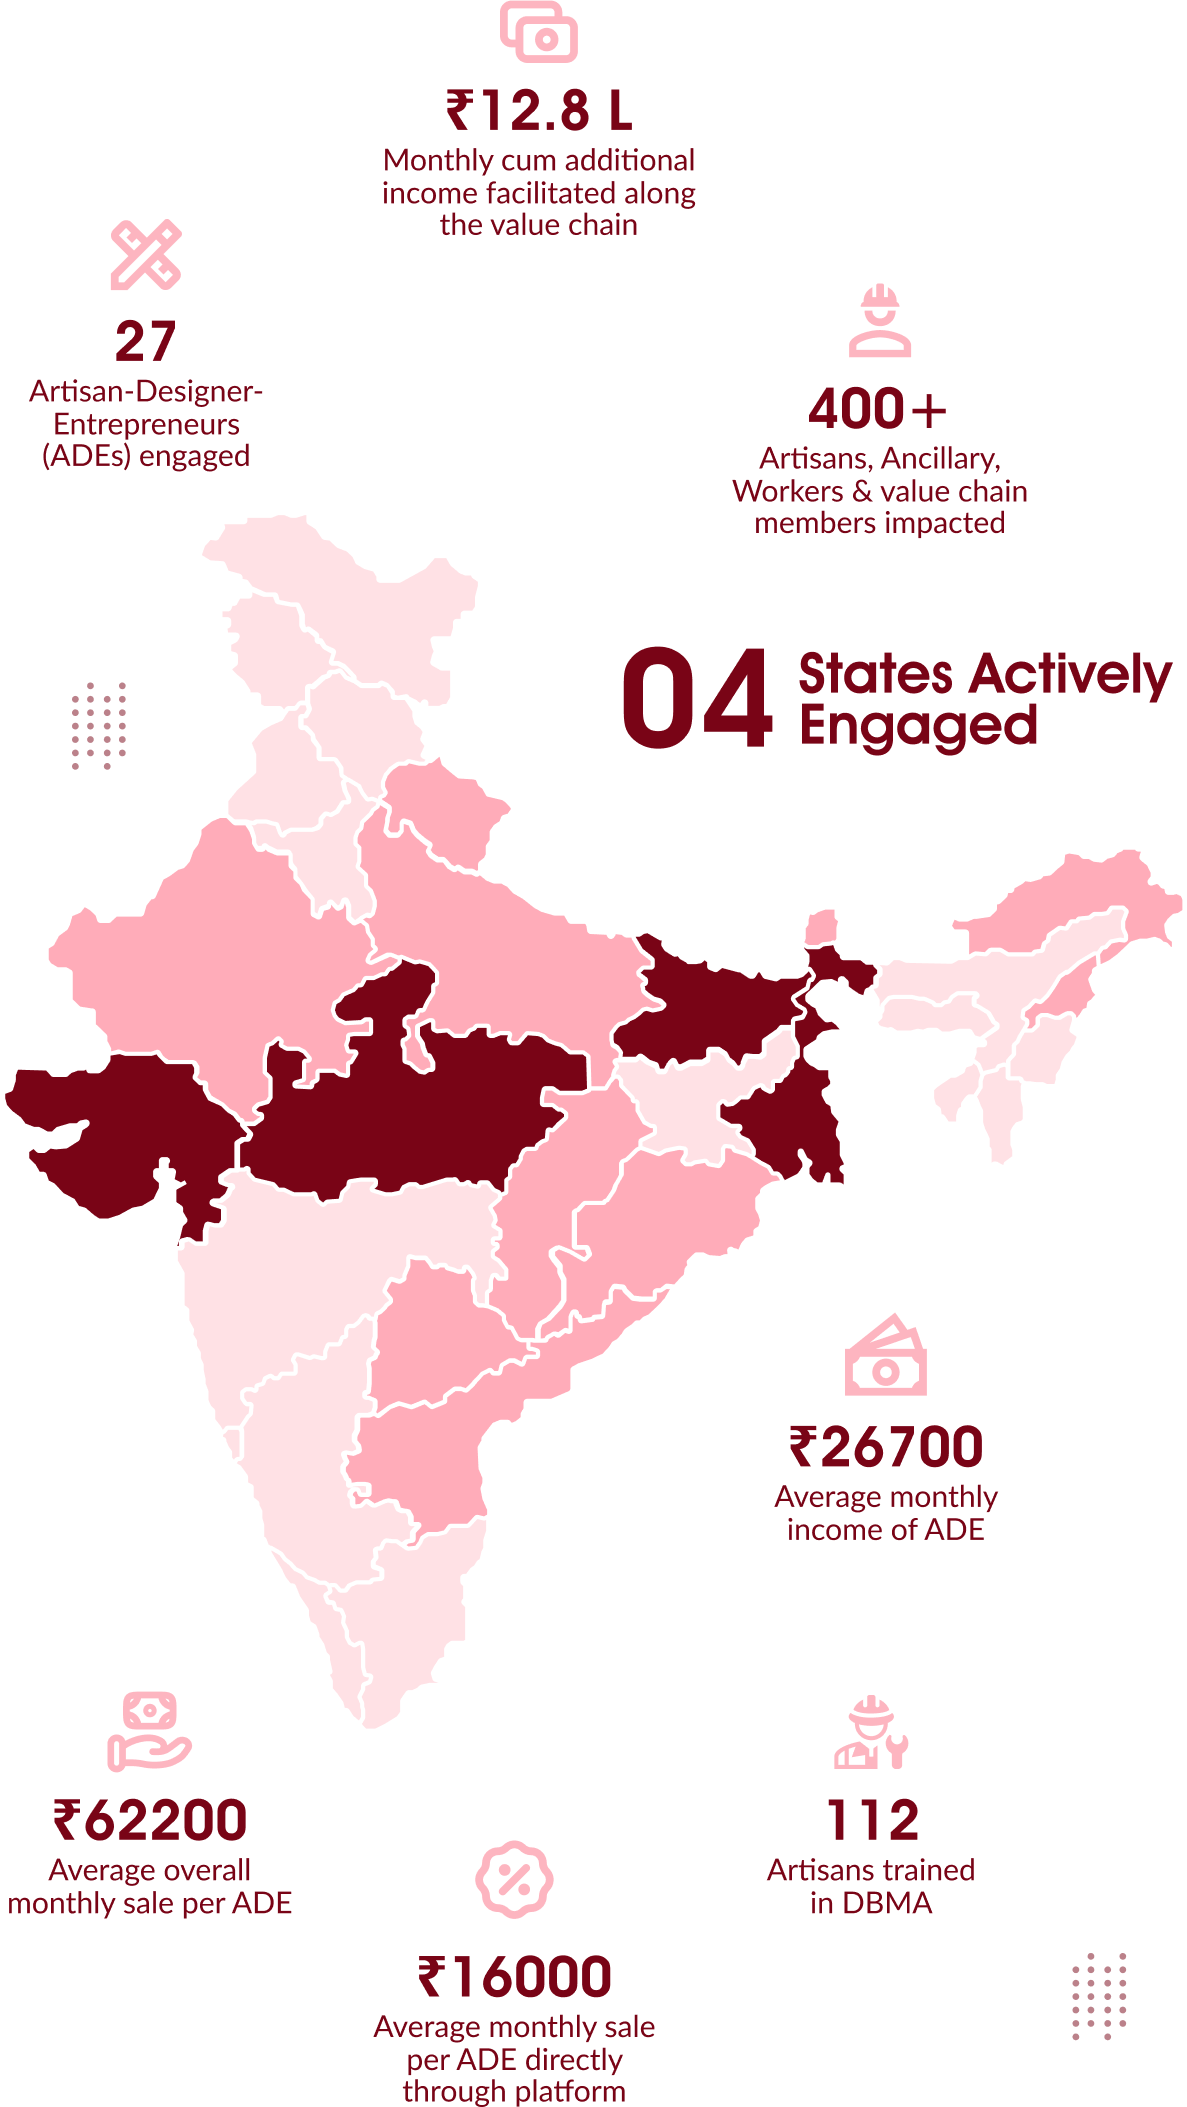 ₹12.8 L
Monthly cum additional
income facilitated along
the value chain
27
Artisan-Designer-
Entrepreneurs
(ADEs) engaged
400+
Artisans, Ancillary,
Workers & value chain
members impacted
04 States Actively
Engaged
₹26700
Average monthly
income of ADE
₹62200
Average overall
monthly sale per ADE
112
Artisans trained
in DBMA
₹16000
Average monthly sale
per ADE directly
through platform